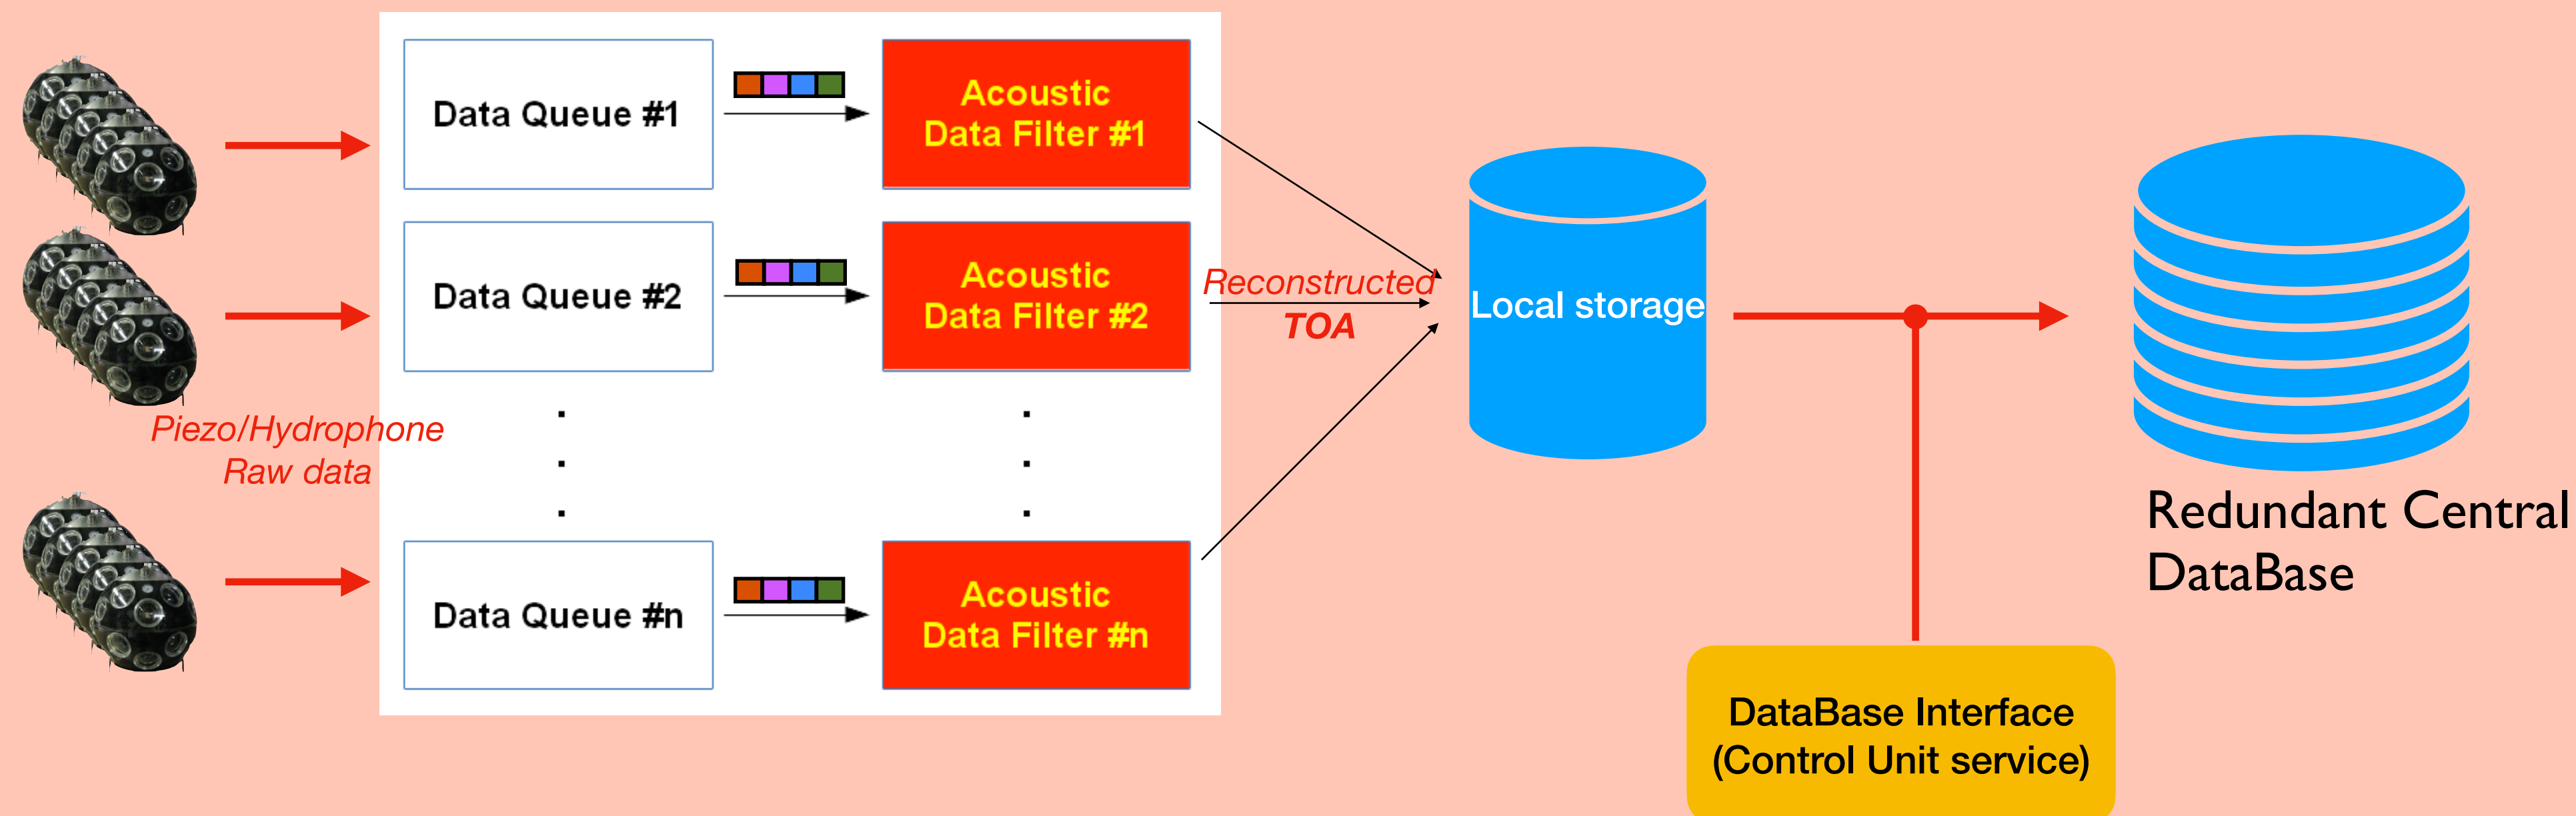 Data Queue #1
Acoustic
Data Filter #1
Data Queue #2
Acoustic
Data Filter #2
Reconstructed
TOA
Local storage
Piezo/Hydrophone
Raw data
Data Queue #n
Acoustic
Data Filter #n
Redundant Central
DataBase
DataBase Interface
(Control Unit service)